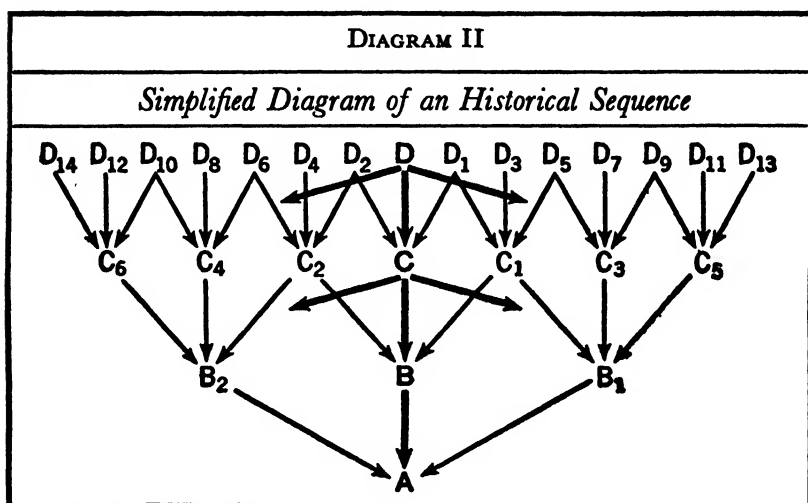 DIAGRAM II
Simplified Diagram of an Historical Sequence
D₁₄ D₁₂ D₁₀ D₈ D₆ D₄ D₂ D D₁ D₃ D₅ D₇ D₉ D₁₁ D₁₃
C₆ C₄ C₂ C C₁ C₃ C₅
B₂ B B₁
A